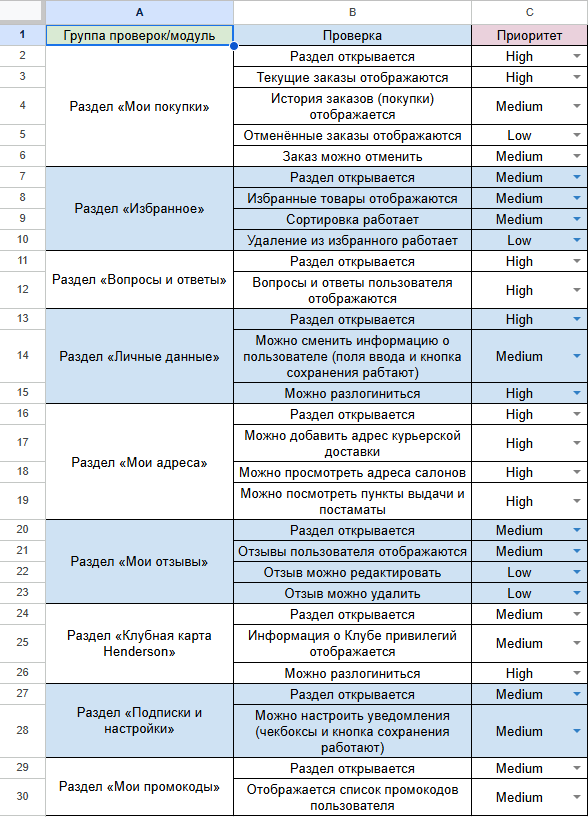 A B C
1 Группа проверок/модуль Проверка Приоритет
2 Раздел «Мои покупки» Раздел открывается High
3 Текущие заказы отображаются High
4 История заказов (покупки)
отображается Medium
5 Отменённые заказы отображаются Low
6 Заказ можно отменить Medium
7 Раздел «Избранное» Раздел открывается Medium
8 Избранные товары отображаются Medium
9 Сортировка работает Medium
10 Удаление из избранного работает Low
11 Раздел «Вопросы и ответы» Раздел открывается High
12 Вопросы и ответы пользователя
отображаются High
13 Раздел «Личные данные» Раздел открывается High
14 Можно сменить информацию о
пользователе (поля ввода и кнопка Medium
сохранения рабтают)
15 Можно разлогиниться High
16 Раздел «Мои адреса» Раздел открывается High
17 Можно добавить адрес курьерской
доставки High
18 Можно просмотреть адреса салонов High
19 Можно посмотреть пункты выдачи и
постаматы High
20 Раздел «Мои отзывы» Раздел открывается Medium
21 Отзывы пользователя отображаются Medium
22 Отзыв можно редактировать Low
23 Отзыв можно удалить Low
24 Раздел «Клубная карта
Henderson» Раздел открывается Medium
25 Информация о Клубе привилегий
отображается Medium
26 Можно разлогиниться High
27 Раздел «Подписки и
настройки» Раздел открывается Medium
28 Можно настроить уведомления
(чекбоксы и кнопка сохранения Medium
работают)
29 Раздел «Мои промокоды» Раздел открывается Medium
30 Отображается список промокодов
пользователя Medium